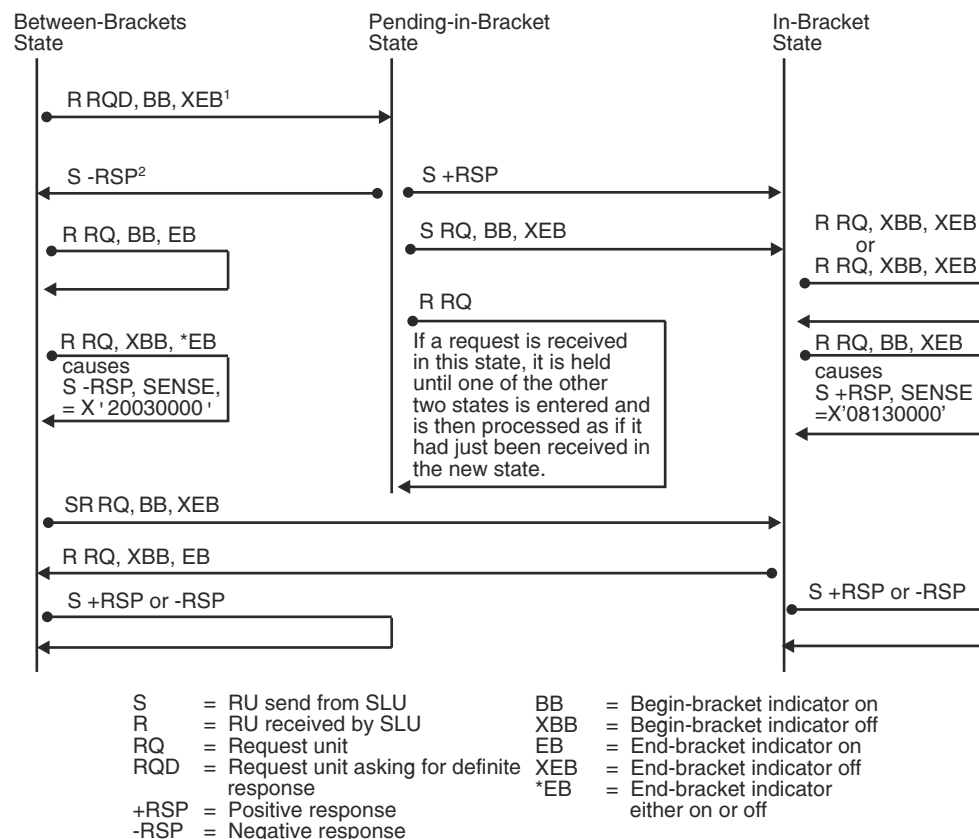 Between-Brackets
State
Pending-in-Bracket
State
In-Bracket
State
R RQD, BB, XEB¹
S -RSP²
S +RSP
R RQ, BB, EB
S RQ, BB, XEB
R RQ, XBB, XEB
or
R RQ, XBB, XEB
R RQ
If a request is received
in this state, it is held
until one of the other
two states is entered and
is then processed as if it
had just been received in
the new state.
R RQ, XBB, *EB
causes
S -RSP, SENSE,
= X'20030000'
R RQ, BB, XEB
causes
S +RSP, SENSE
=X'08130000'
SR RQ, BB, XEB
R RQ, XBB, EB
S +RSP or -RSP
S +RSP or -RSP
S = RU send from SLU
R = RU received by SLU
RQ = Request unit
RQD = Request unit asking for definite
response
+RSP = Positive response
-RSP = Negative response
BB = Begin-bracket indicator on
XBB = Begin-bracket indicator off
EB = End-bracket indicator on
XEB = End-bracket indicator off
*EB = End-bracket indicator
either on or off